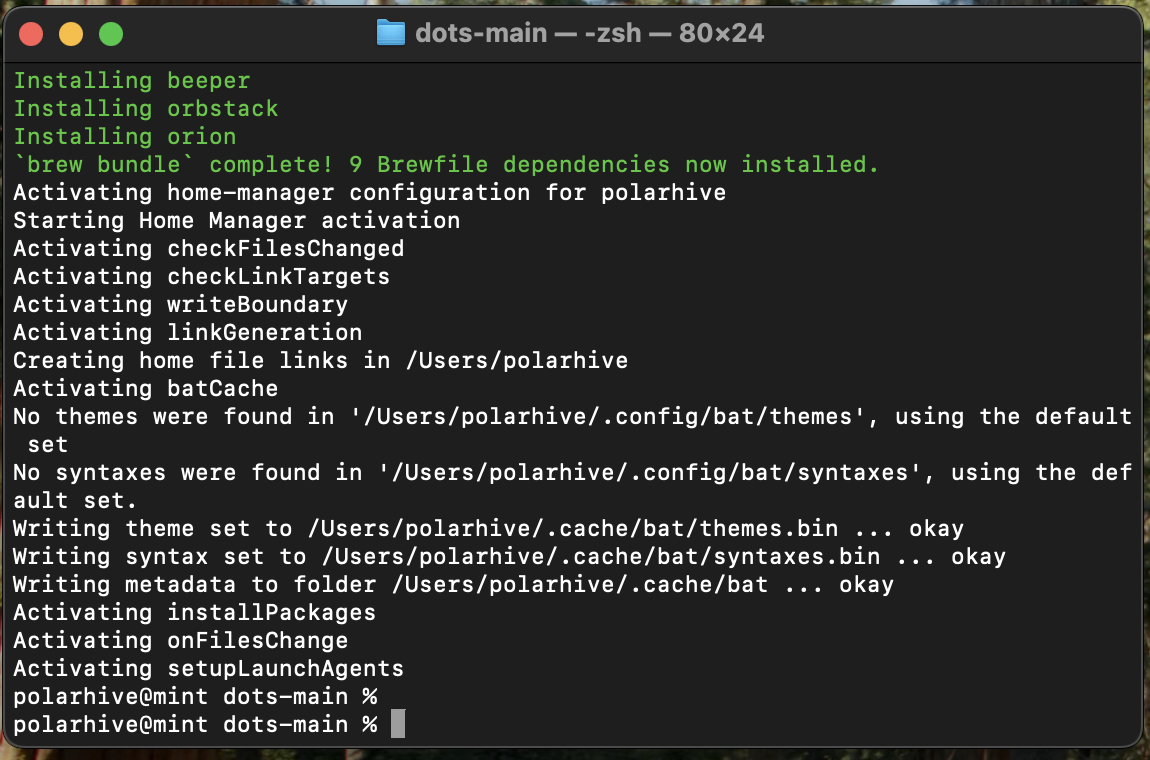 dots-main — -zsh — 80×24
Installing beeper
Installing orbstack
Installing orion
`brew bundle` complete! 9 Brewfile dependencies now installed.
Activating home-manager configuration for polarhive
Starting Home Manager activation
Activating checkFilesChanged
Activating checkLinkTargets
Activating writeBoundary
Activating linkGeneration
Creating home file links in /Users/polarhive
Activating batCache
No themes were found in '/Users/polarhive/.config/bat/themes', using the default
 set
No syntaxes were found in '/Users/polarhive/.config/bat/syntaxes', using the def
ault set.
Writing theme set to /Users/polarhive/.cache/bat/themes.bin ... okay
Writing syntax set to /Users/polarhive/.cache/bat/syntaxes.bin ... okay
Writing metadata to folder /Users/polarhive/.cache/bat ... okay
Activating installPackages
Activating onFilesChange
Activating setupLaunchAgents
polarhive@mint dots-main %
polarhive@mint dots-main %